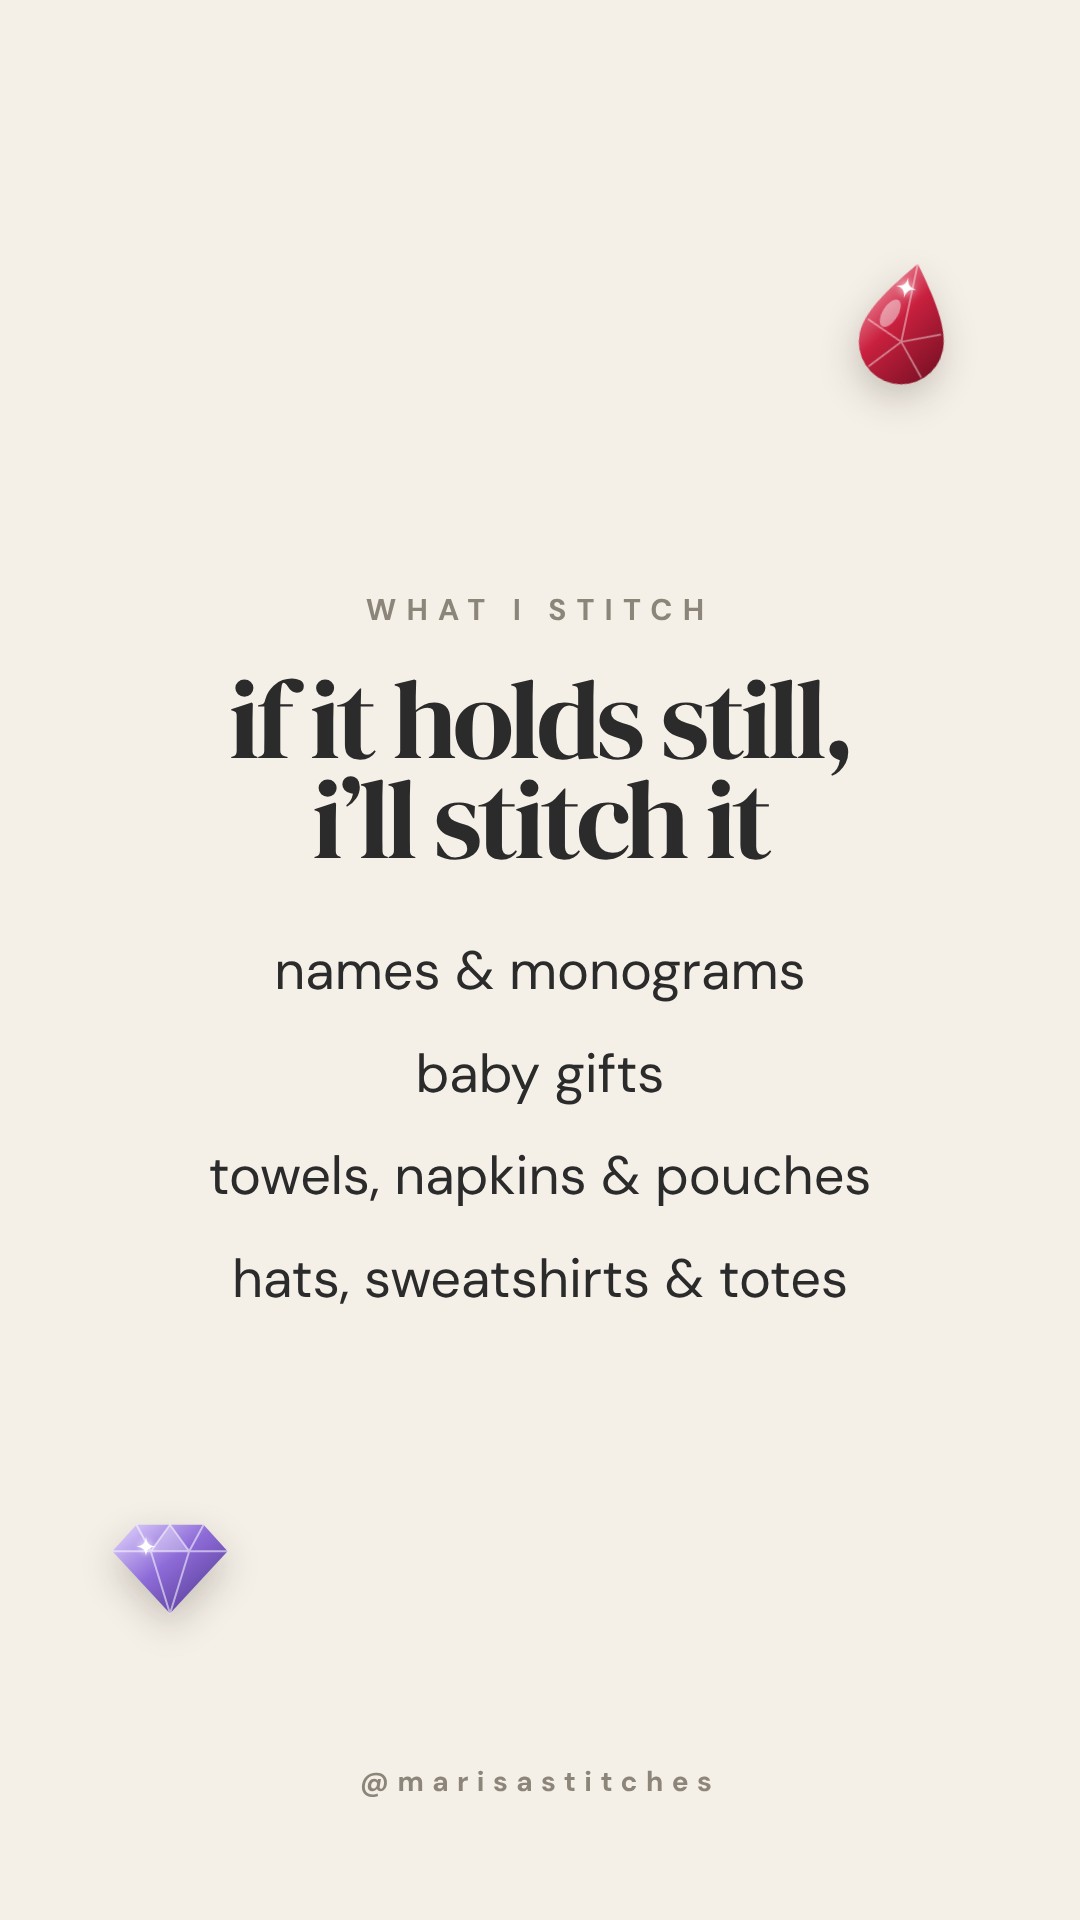 WHAT I STITCH
if it holds still,
i’ll stitch it
names & monograms
baby gifts
towels, napkins & pouches
hats, sweatshirts & totes
@marisastitches